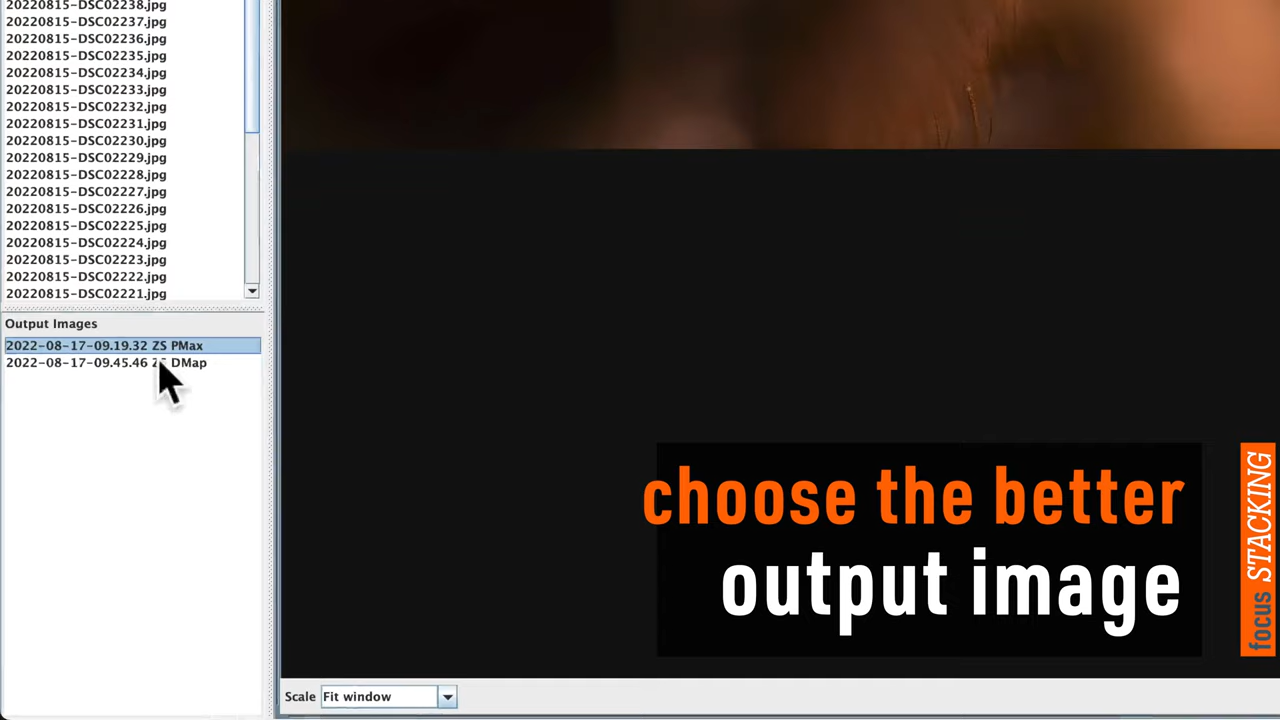 20220815-DSC02238.jpg
20220815-DSC02237.jpg
20220815-DSC02236.jpg
20220815-DSC02235.jpg
20220815-DSC02234.jpg
20220815-DSC02233.jpg
20220815-DSC02232.jpg
20220815-DSC02231.jpg
20220815-DSC02230.jpg
20220815-DSC02229.jpg
20220815-DSC02228.jpg
20220815-DSC02227.jpg
20220815-DSC02226.jpg
20220815-DSC02225.jpg
20220815-DSC02224.jpg
20220815-DSC02223.jpg
20220815-DSC02222.jpg
20220815-DSC02221.jpg
Output Images
2022-08-17-09.19.32 ZS PMax
2022-08-17-09.45.46 ZS DMap
choose the better
output image
focus STACKING
Scale Fit window